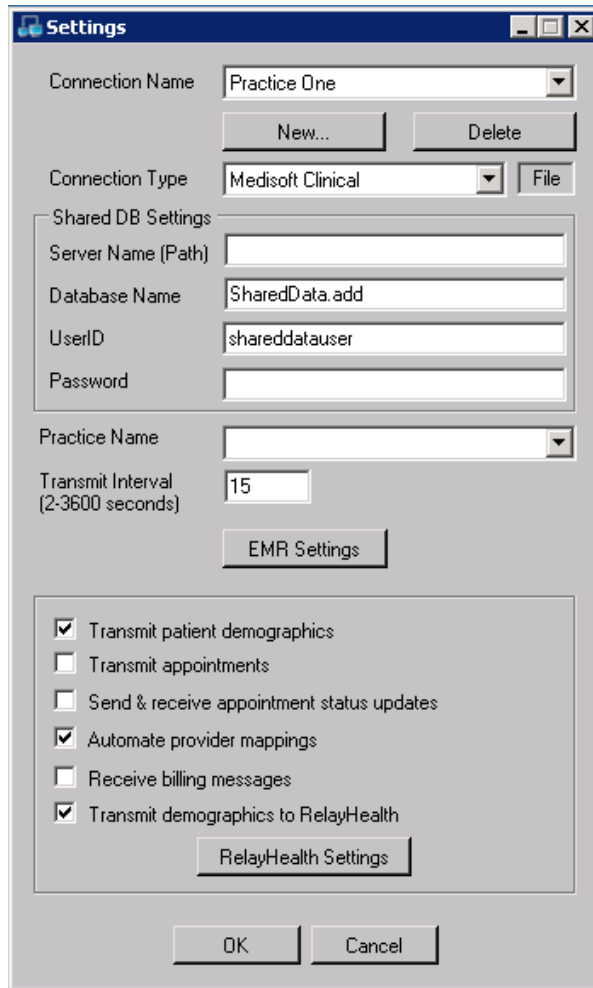 Settings
Connection Name Practice One
New... Delete
Connection Type Medisoft Clinical File
Shared DB Settings
Server Name (Path)
Database Name SharedData.add
UserID shareddatauser
Password
Practice Name
Transmit Interval 15
(2-3600 seconds)
EMR Settings
Transmit patient demographics
Transmit appointments
Send & receive appointment status updates
Automate provider mappings
Receive billing messages
Transmit demographics to RelayHealth
RelayHealth Settings
OK Cancel